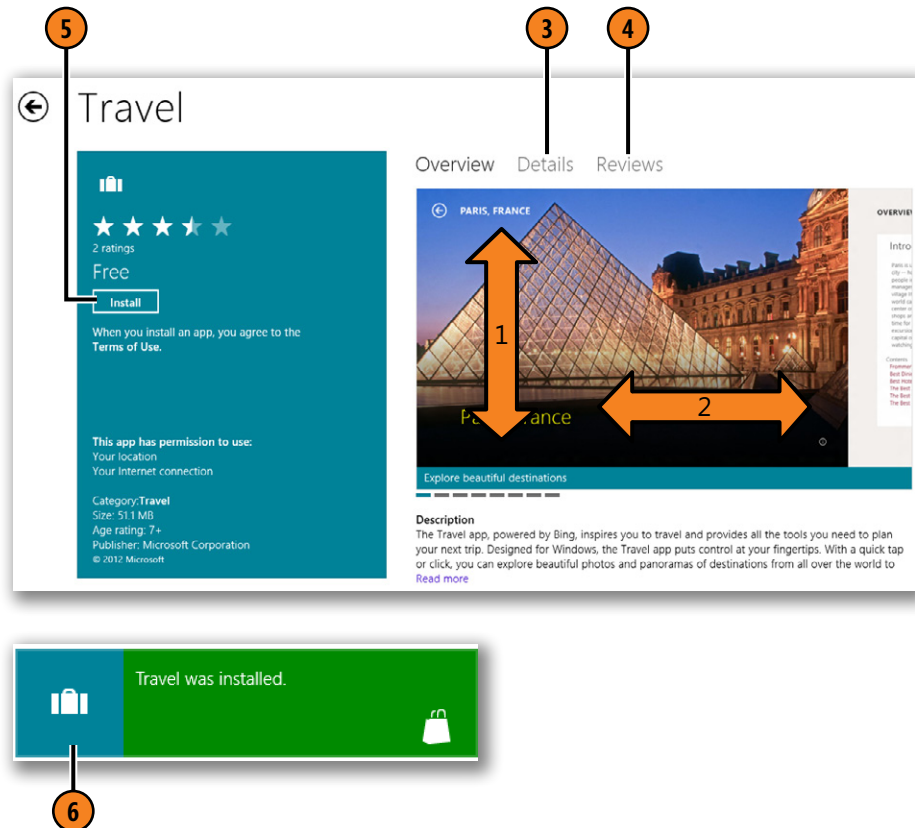 5
3
4
Travel
2 ratings
Free
Install
When you install an app, you agree to the
Terms of Use.
This app has permission to use:
Your location
Your Internet connection
Category:Travel
Size: 51.1 MB
Age rating: 7+
Publisher: Microsoft Corporation
© 2012 Microsoft
Overview Details Reviews
PARIS, FRANCE
1
2
Pa ance
OVERVIE
Intro
Explore beautiful destinations
Description
The Travel app, powered by Bing, inspires you to travel and provides all the tools you need to plan
your next trip. Designed for Windows, the Travel app puts control at your fingertips. With a quick tap
or click, you can explore beautiful photos and panoramas of destinations from all over the world to
Read more
Travel was installed.
6